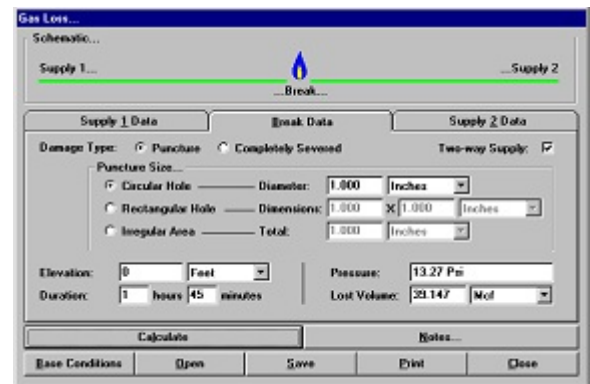 Gas Loss...
Schematic...
Supply 1... ...Supply 2
...Break...
Supply 1 Data Break Data Supply 2 Data
Damage Type: Puncture Completely Severed Two-way Supply:
Puncture Size...
Circular Hole Diameter: 1.000 Inches
Rectangular Hole Dimensions: 1.000 X 1.000 Inches
Irregular Area Total: 1.000 Inches
Elevation: 0 Feet Pressure: 13.27 Psi
Duration: 1 hours 45 minutes Lost Volume: 39.147 Mcf
Calculate Notes...
Base Conditions Open Save Print Close